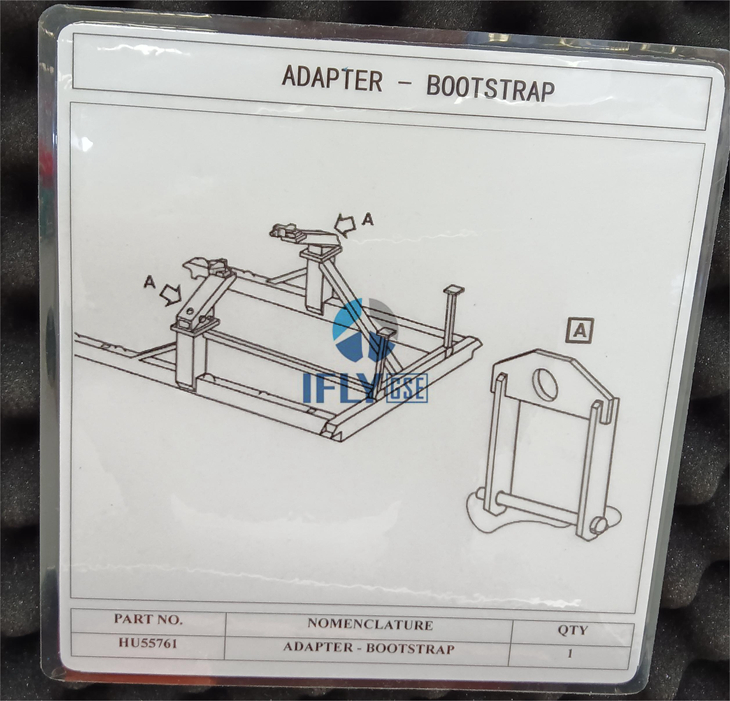 ADAPTER - BOOTSTRAP
A
A
A
IFLY GSE
PART NO. NOMENCLATURE QTY
HU55761 ADAPTER - BOOTSTRAP 1